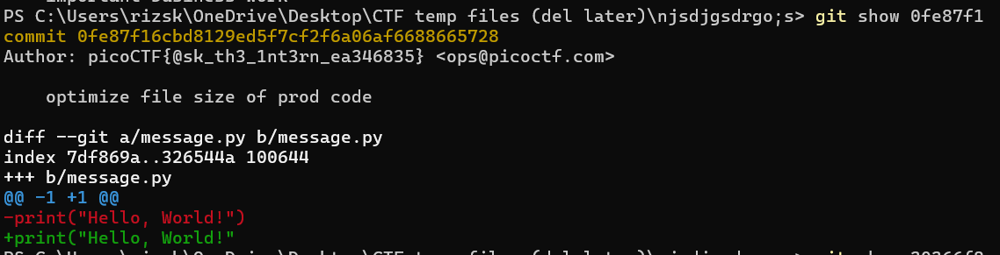 PS C:\Users\rizsk\OneDrive\Desktop\CTF temp files (del later)\njsdjgsdrgo;s> git show 0fe87f1
commit 0fe87f16cbd8129ed5f7cf2f6a06af6688665728
Author: picoCTF{@sk_th3_1nt3rn_ea346835} <ops@picoctf.com>
optimize file size of prod code
diff --git a/message.py b/message.py
index 7df869a..326544a 100644
+++ b/message.py
@@ -1 +1 @@
-print("Hello, World!")
+print("Hello, World!"